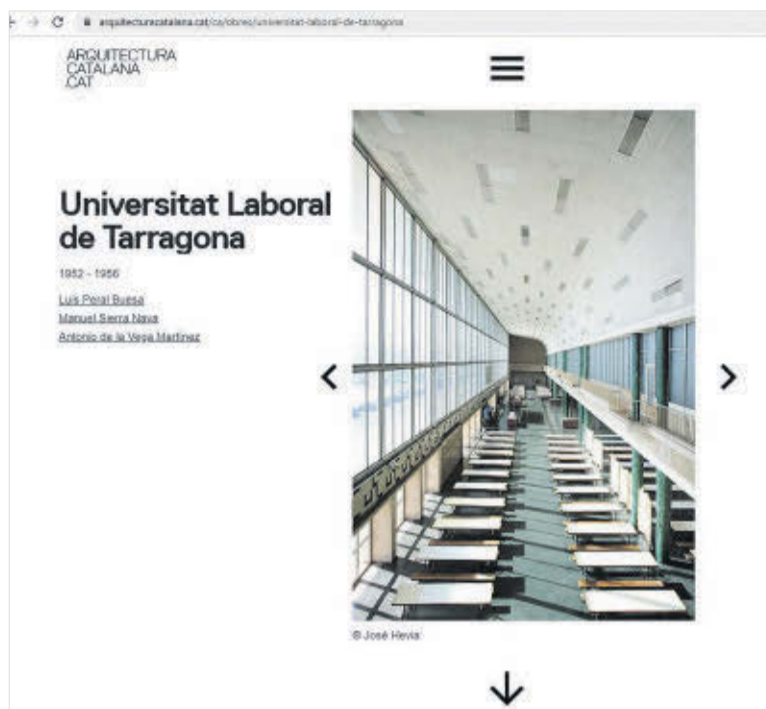 arquitecturacatalana.cat/ca/obres/universitat-laboral-de-tarragona
ARQUITECTURA
CATALANA
.CAT
Universitat Laboral
de Tarragona
1952 - 1956
Luis Peral Buesa
Manuel Sierra Nava
Antonio de la Vega Martínez
© José Hevia